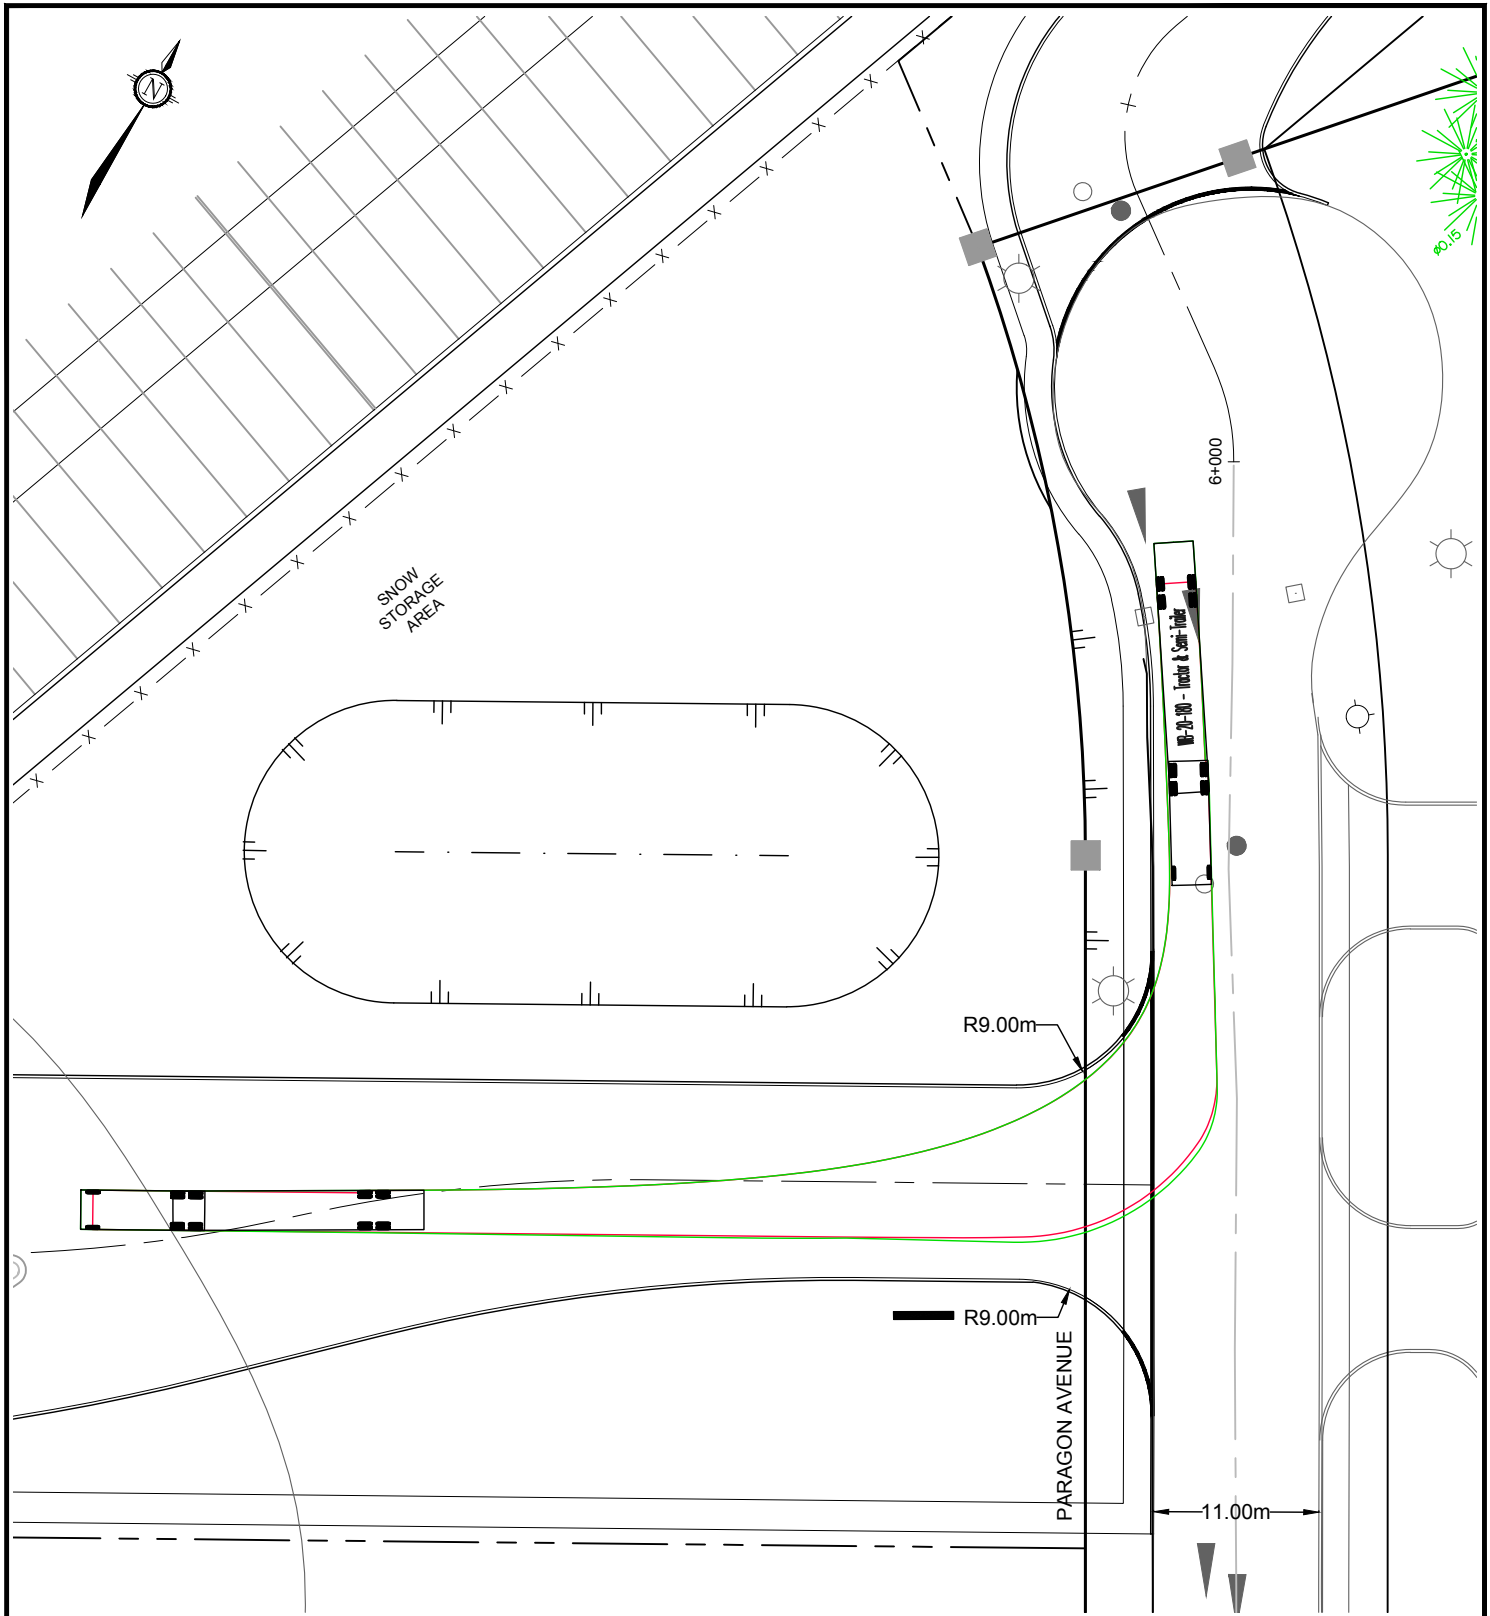 N
ø0.15
6+000
SNOW
STORAGE
AREA
WB-20-180 - Tractor & Semi-Trailer
R9.00m
R9.00m
PARAGON AVENUE
11.00m